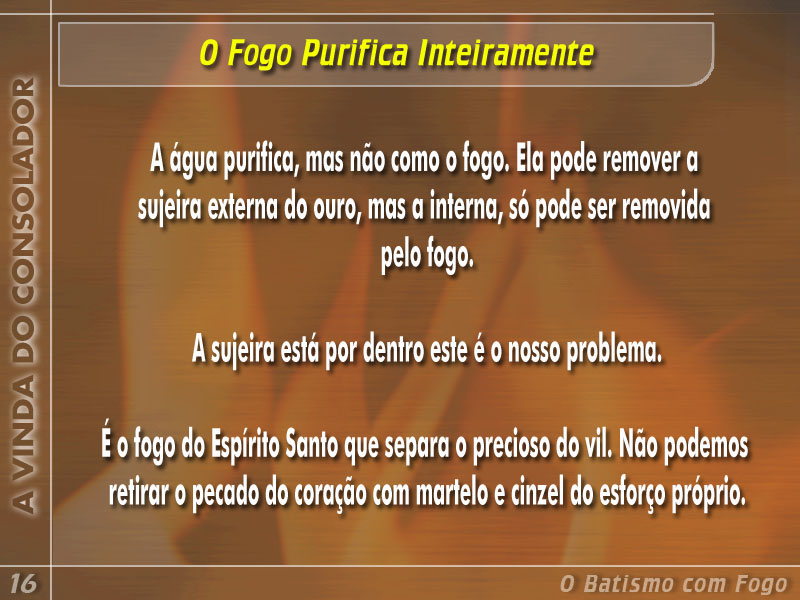 O Fogo Purifica Inteiramente
A VINDA DO CONSOLADOR
A água purifica, mas não como o fogo. Ela pode remover a
sujeira externa do ouro, mas a interna, só pode ser removida
pelo fogo.
A sujeira está por dentro este é o nosso problema.
É o fogo do Espírito Santo que separa o precioso do vil. Não podemos
retirar o pecado do coração com martelo e cinzel do esforço próprio.
16
O Batismo com Fogo